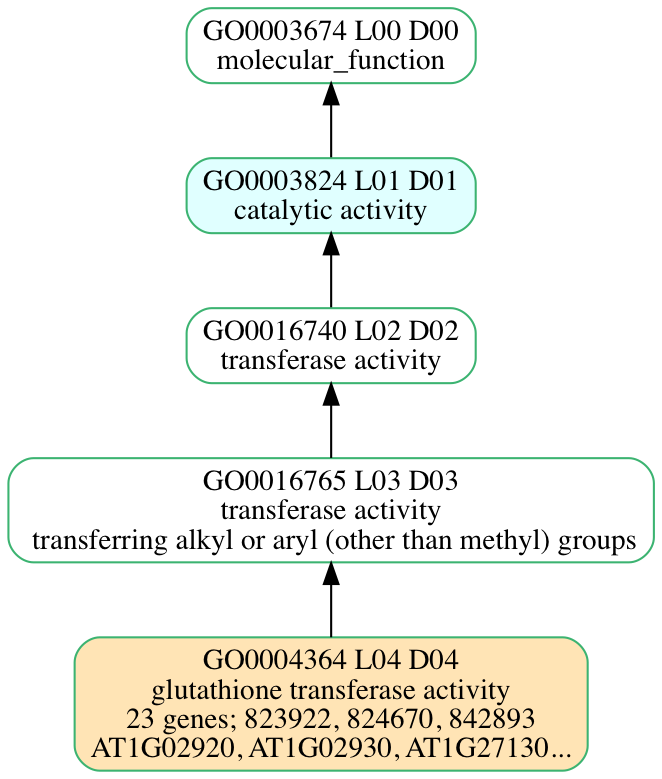 GO0003674 L00 D00
molecular_function
GO0003824 L01 D01
catalytic activity
GO0016740 L02 D02
transferase activity
GO0016765 L03 D03
transferase activity
transferring alkyl or aryl (other than methyl) groups
GO0004364 L04 D04
glutathione transferase activity
23 genes; 823922, 824670, 842893
AT1G02920, AT1G02930, AT1G27130...